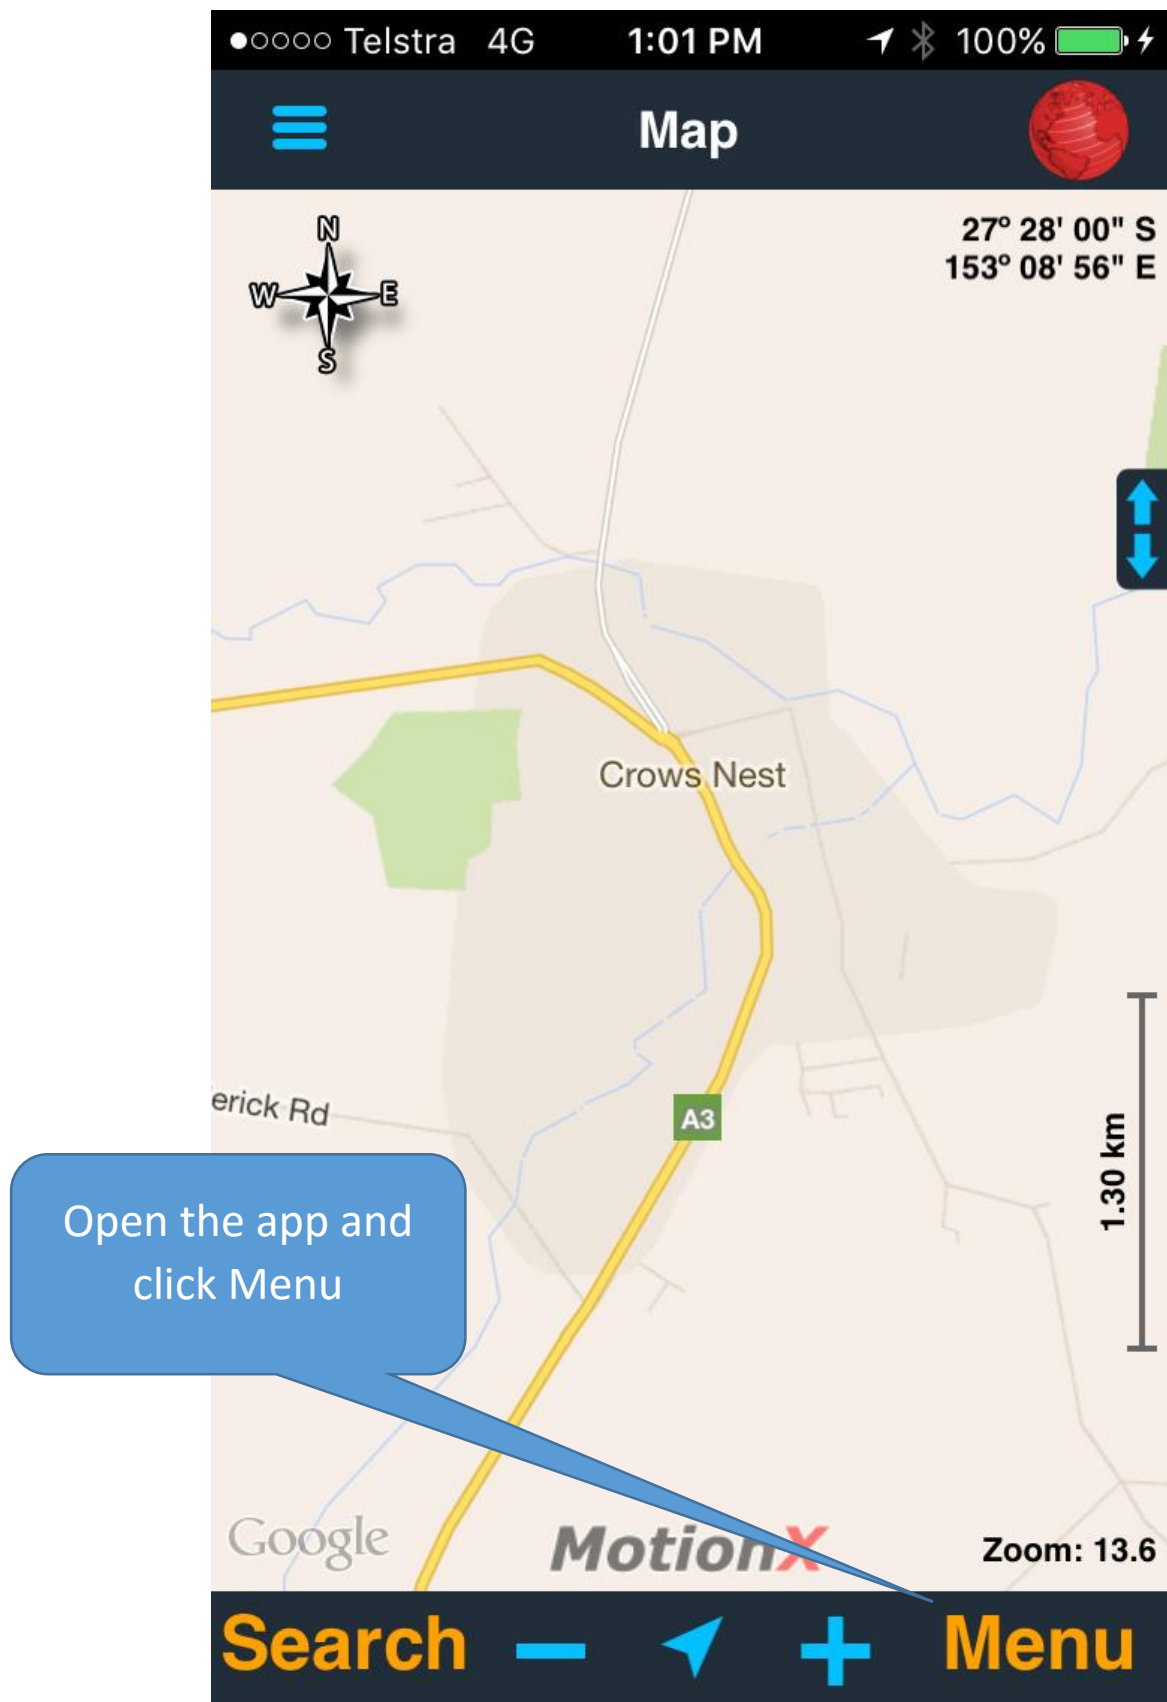 Telstra 4G 1:01 PM 100%
Map
N
W E
S
27° 28' 00" S
153° 08' 56" E
Crows Nest
erick Rd
A3
1.30 km
Open the app and
click Menu
Google MotionX Zoom: 13.6
Search Menu